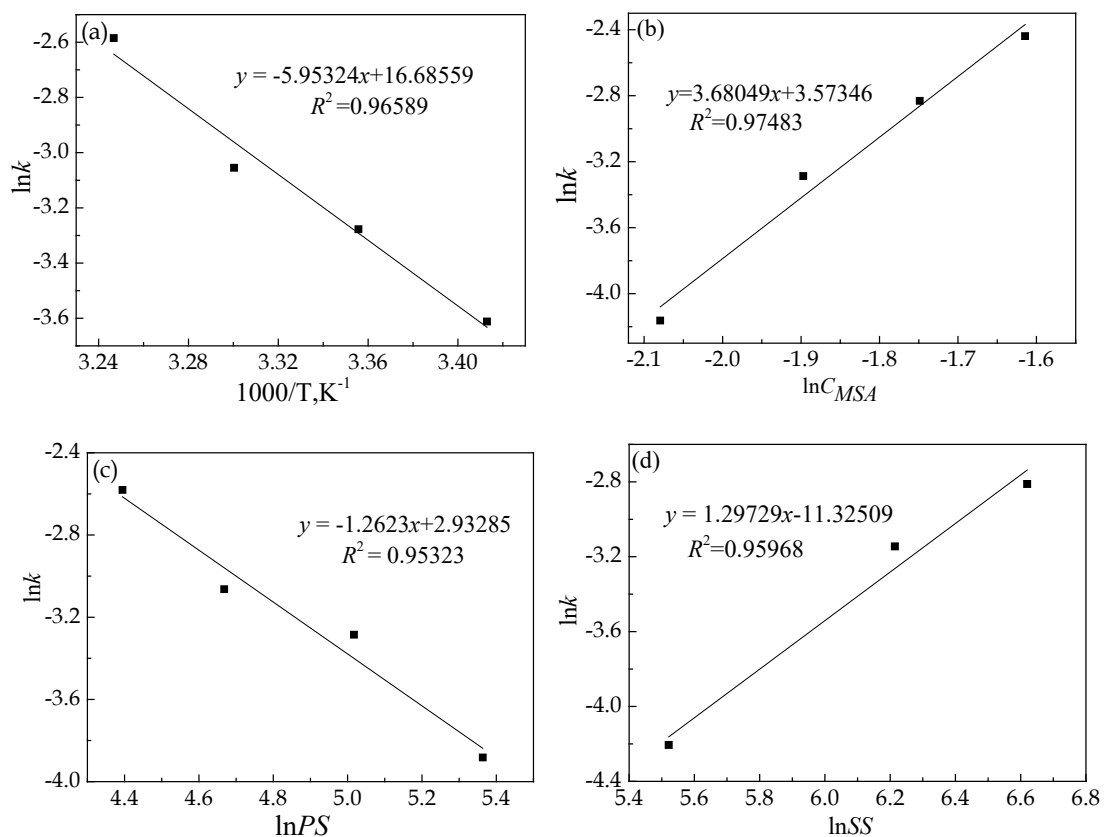 (a)
y = -5.95324x+16.68559
R² =0.96589
lnk
-2.6
-3.0
-3.3
-3.6
3.24 3.28 3.32 3.36 3.40
1000/T,K⁻¹
(b)
y=3.68049x+3.57346
R² =0.97483
lnk
-2.4
-2.8
-3.2
-3.6
-4.0
-2.1 -2.0 -1.9 -1.8 -1.7 -1.6 -1.5
lnC_MSA
(c)
y = -1.2623x+2.93285
R² = 0.95323
lnk
-2.4
-2.8
-3.2
-3.6
-4.0
4.4 4.6 4.8 5.0 5.2 5.4
lnPS
(d)
y = 1.29729x-11.32509
R²=0.95968
lnk
-2.8
-3.2
-3.6
-4.0
-4.4
5.4 5.6 5.8 6.0 6.2 6.4 6.6 6.8
lnSS